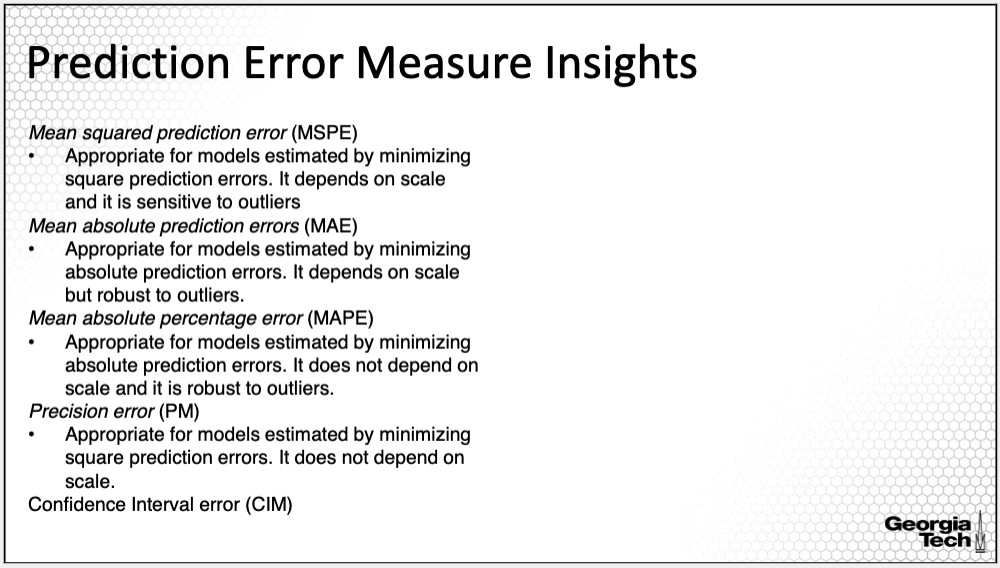 Prediction Error Measure Insights
Mean squared prediction error (MSPE)
• Appropriate for models estimated by minimizing
square prediction errors. It depends on scale
and it is sensitive to outliers
Mean absolute prediction errors (MAE)
• Appropriate for models estimated by minimizing
absolute prediction errors. It depends on scale
but robust to outliers.
Mean absolute percentage error (MAPE)
• Appropriate for models estimated by minimizing
absolute prediction errors. It does not depend on
scale and it is robust to outliers.
Precision error (PM)
• Appropriate for models estimated by minimizing
square prediction errors. It does not depend on
scale.
Confidence Interval error (CIM)
Georgia
Tech